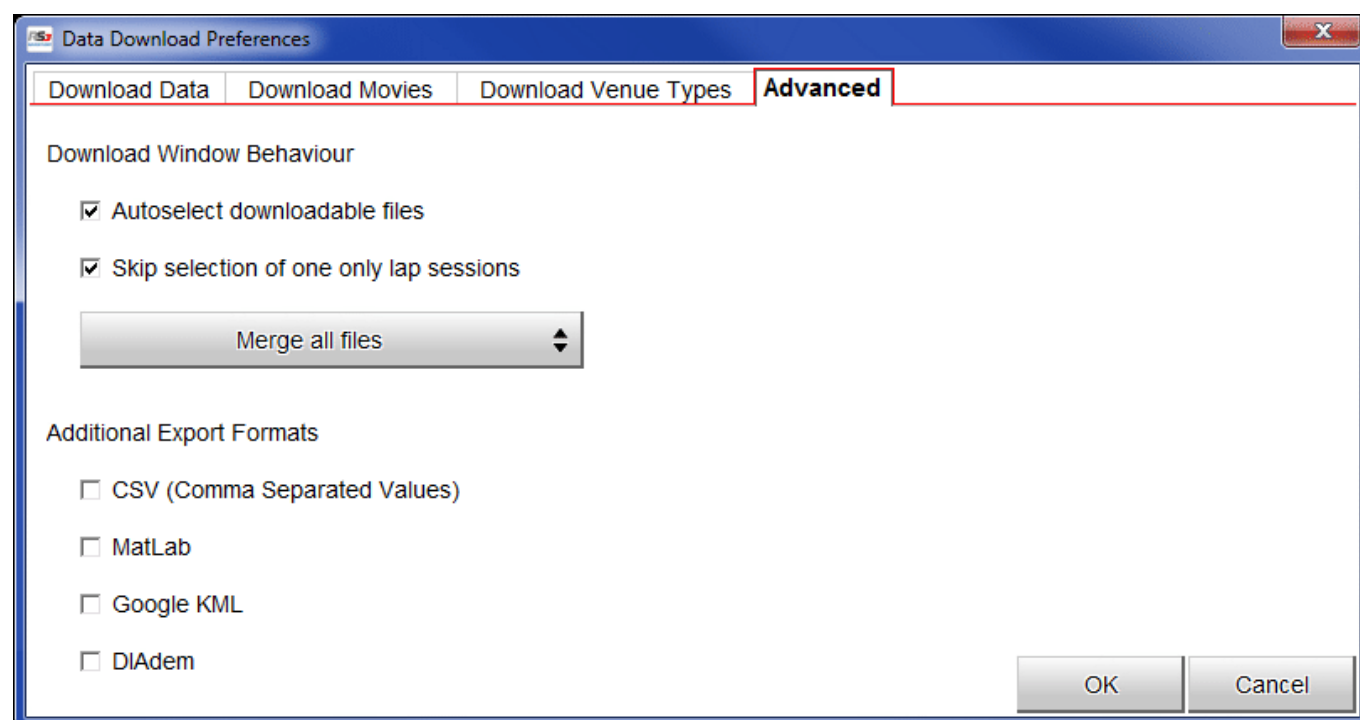 RS3 Data Download Preferences
Download Data Download Movies Download Venue Types Advanced
Download Window Behaviour
Autoselect downloadable files
Skip selection of one only lap sessions
Merge all files
Additional Export Formats
CSV (Comma Separated Values)
MatLab
Google KML
DIAdem
OK Cancel